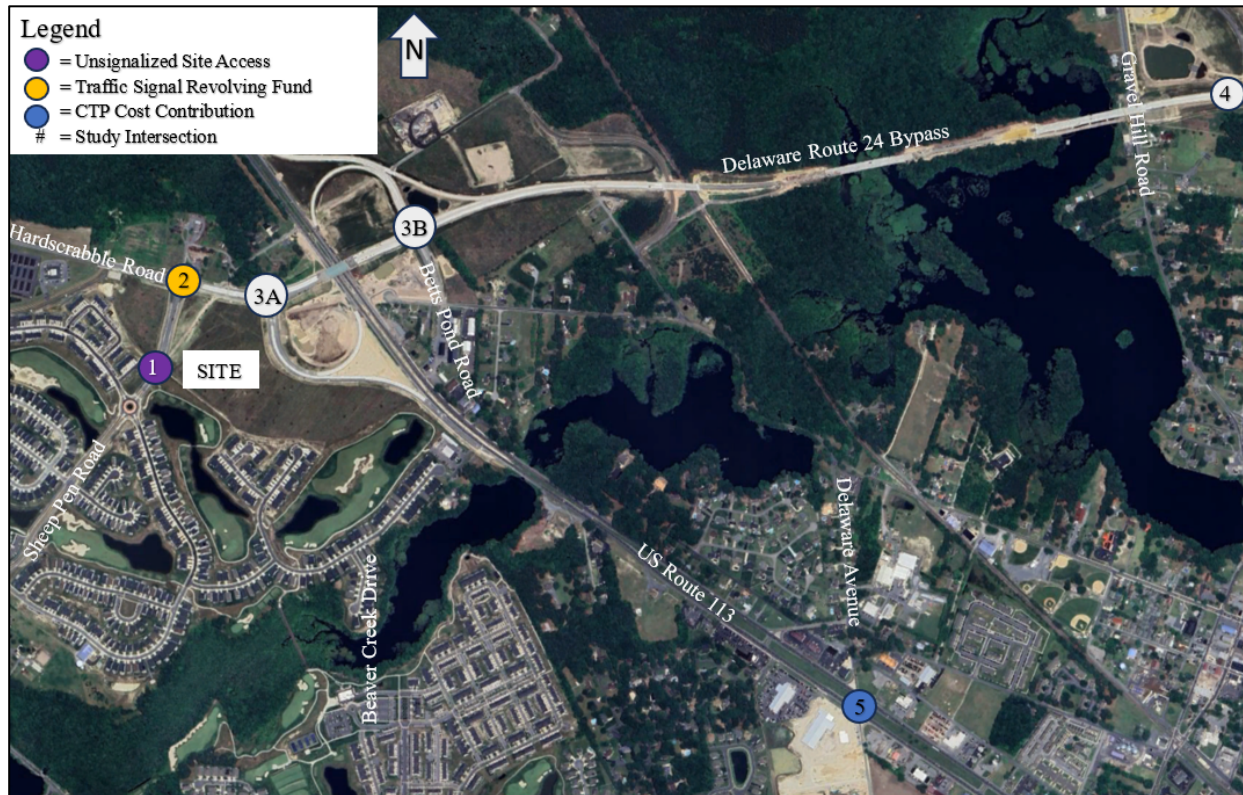 Legend
= Unsignalized Site Access
= Traffic Signal Revolving Fund
= CTP Cost Contribution
# = Study Intersection
N
Gravel Hill Road
4
Delaware Route 24 Bypass
3B
Hardscrabble Road
2
3A
Betts Pond Road
1
SITE
Sheep Pen Road
Beaver Creek Drive
US Route 113
Delaware Avenue
5